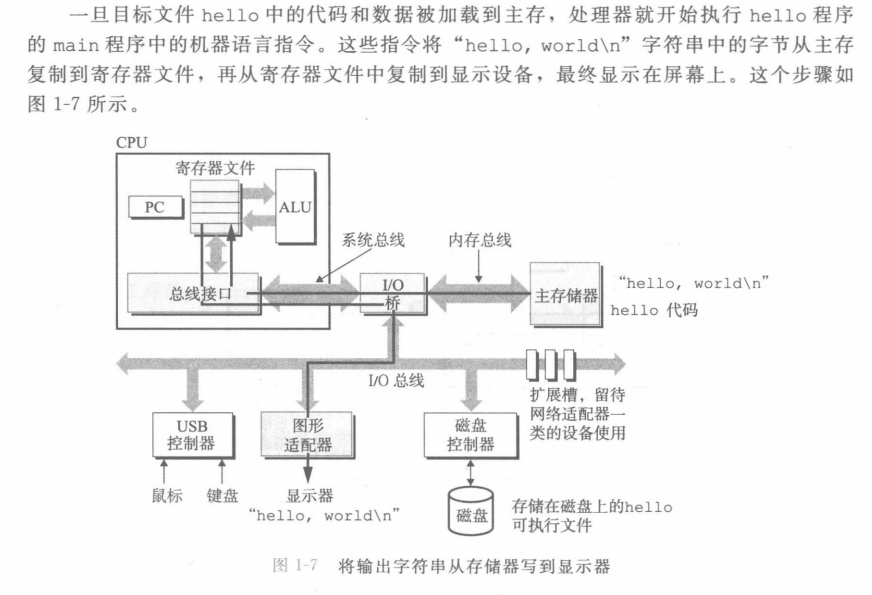 一旦目标文件 hello 中的代码和数据被加载到主存，处理器就开始执行 hello 程序
的 main 程序中的机器语言指令。这些指令将“hello, world\n”字符串中的字节从主存
复制到寄存器文件，再从寄存器文件中复制到显示设备，最终显示在屏幕上。这个步骤如
图 1-7 所示。
CPU
寄存器文件
PC
ALU
系统总线
内存总线
总线接口
I/O
桥
主存储器
“hello, world\n”
hello 代码
I/O 总线
扩展槽，留待
网络适配器一
类的设备使用
USB
控制器
图形
适配器
磁盘
控制器
鼠标
键盘
显示器
“hello, world\n”
磁盘
存储在磁盘上的hello
可执行文件
图 1-7 将输出字符串从存储器写到显示器